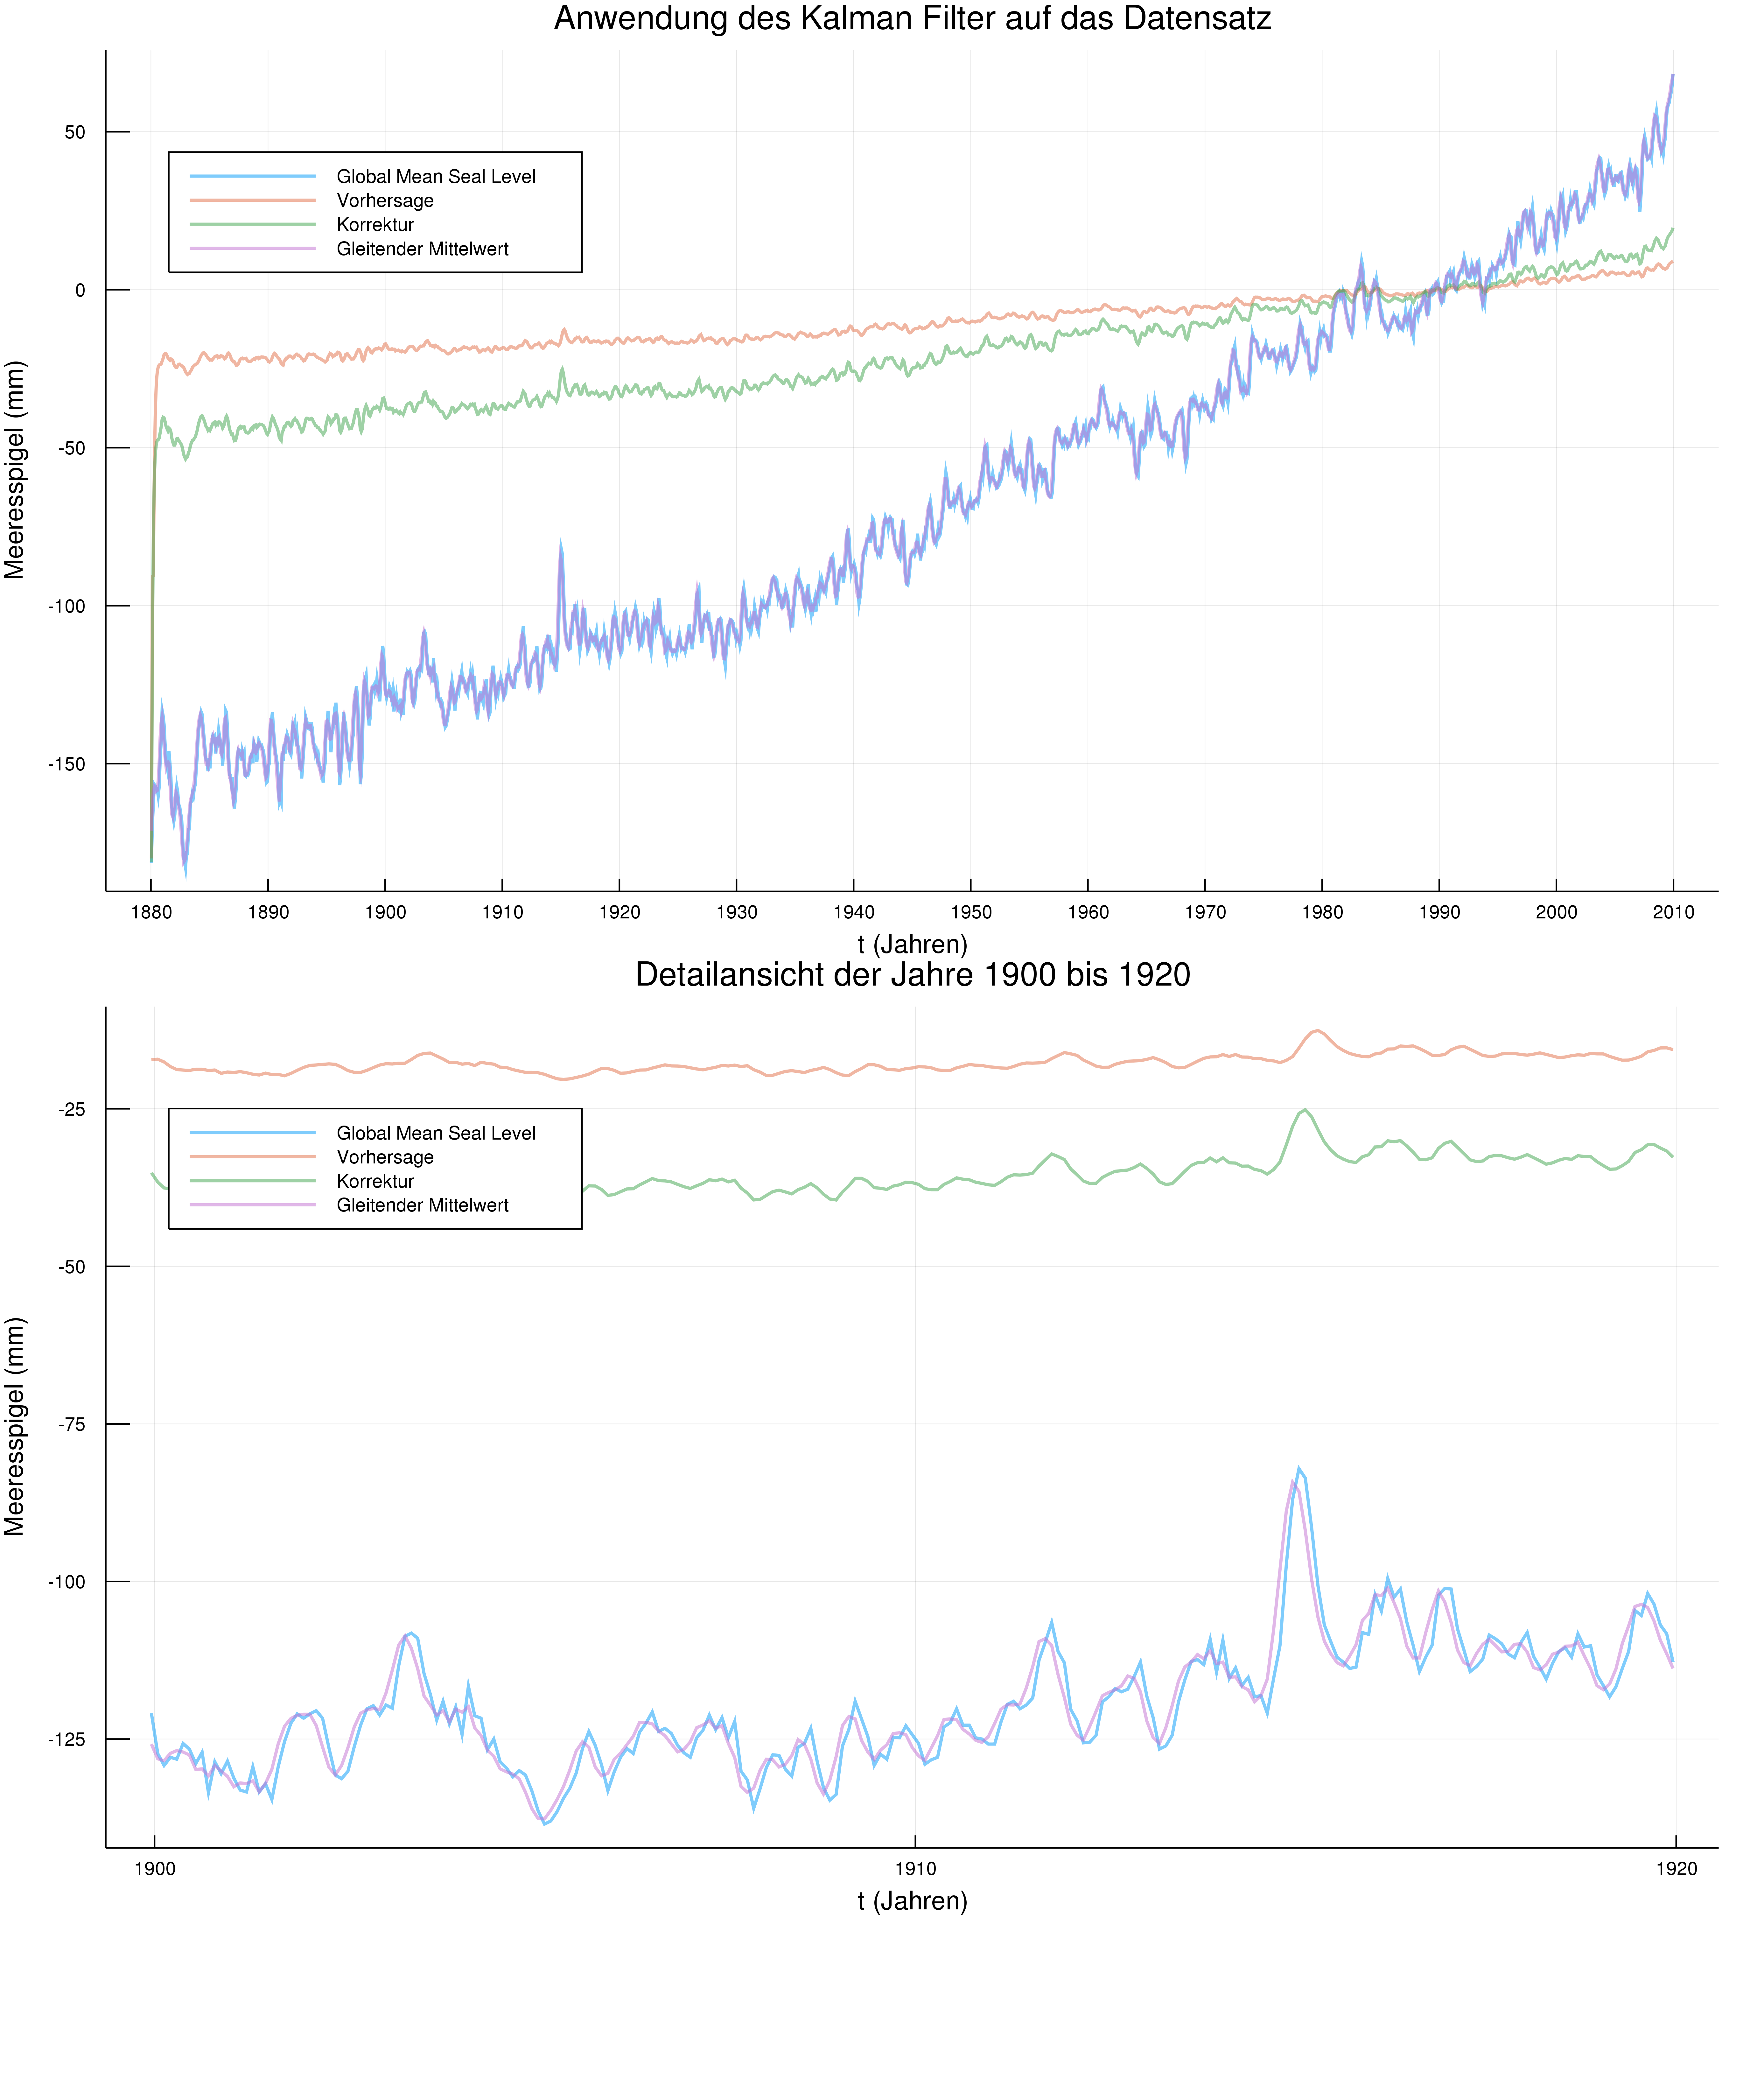 Anwendung des Kalman Filter auf das Datensatz
Meeresspigel (mm)
50
0
-50
-100
-150
Global Mean Seal Level
Vorhersage
Korrektur
Gleitender Mittelwert
1880 1890 1900 1910 1920 1930 1940 1950 1960 1970 1980 1990 2000 2010
t (Jahren)
Detailansicht der Jahre 1900 bis 1920
Meeresspigel (mm)
-25
-50
-75
-100
-125
Global Mean Seal Level
Vorhersage
Korrektur
Gleitender Mittelwert
1900 1910 1920
t (Jahren)